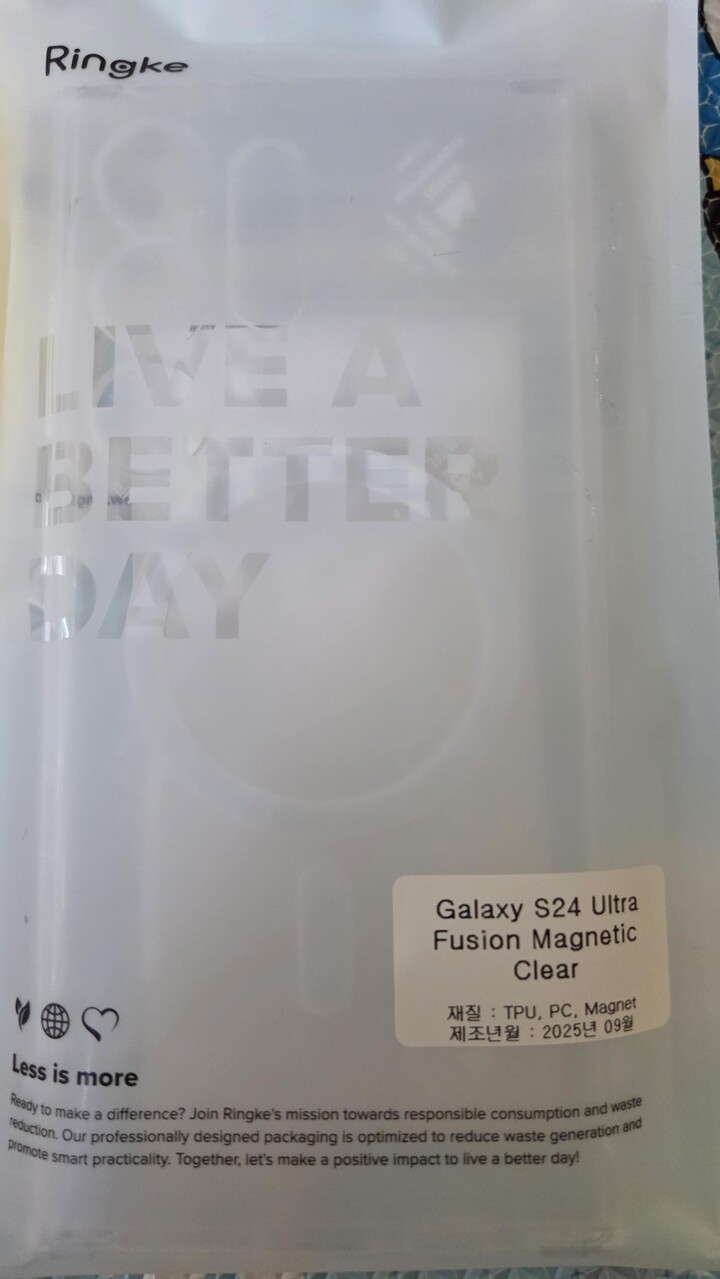 Ringke
LIVE A
BETTER
DAY
Galaxy S24 Ultra
Fusion Magnetic
Clear
재질 : TPU, PC, Magnet
제조년월 : 2025년 09월
Less is more
Ready to make a difference? Join Ringke's mission towards responsible consumption and waste
reduction. Our professionally designed packaging is optimized to reduce waste generation and
promote smart practicality. Together, let's make a positive impact to live a better day!